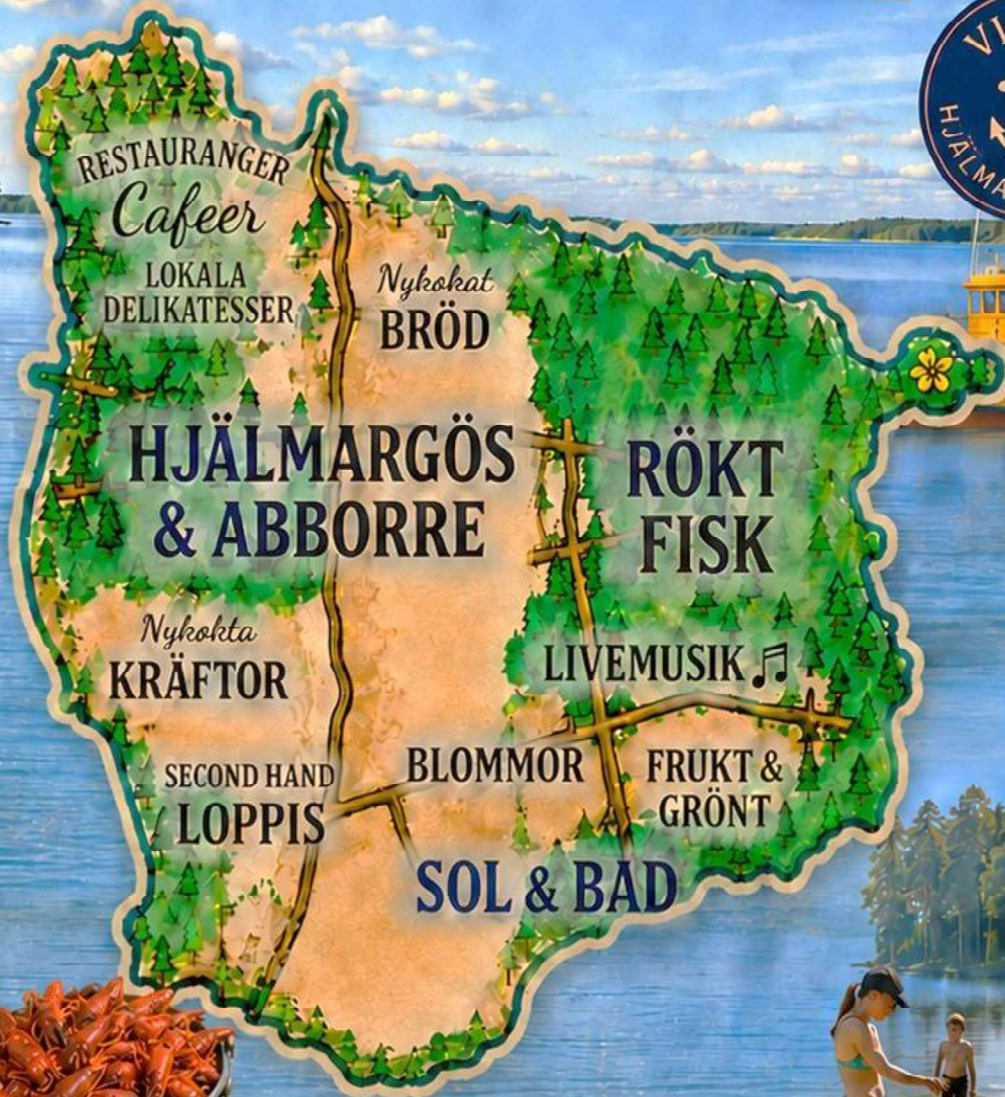 RESTAURANGER
Cafeer
LOKALA
DELIKATESSER
Nykokat
BRÖD
HJÄLMARGÖS
& ABBORRE
RÖKT
FISK
Nykokta
KRÄFTOR
LIVEMUSIK
SECOND HAND
LOPPIS
BLOMMOR
FRUKT &
GRÖNT
SOL & BAD